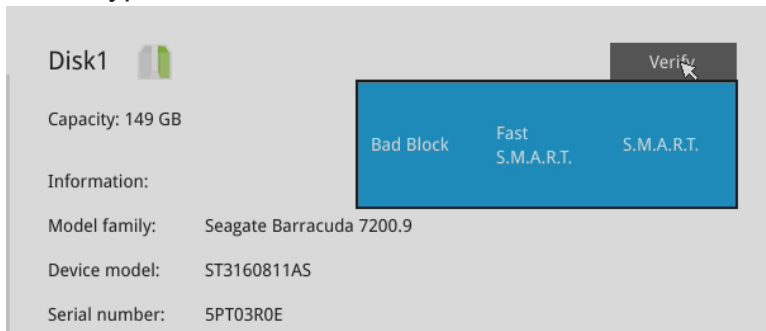 Disk1
Verify
Capacity: 149 GB
Bad Block
Fast
S.M.A.R.T.
S.M.A.R.T.
Information:
Model family: Seagate Barracuda 7200.9
Device model: ST3160811AS
Serial number: 5PT03R0E